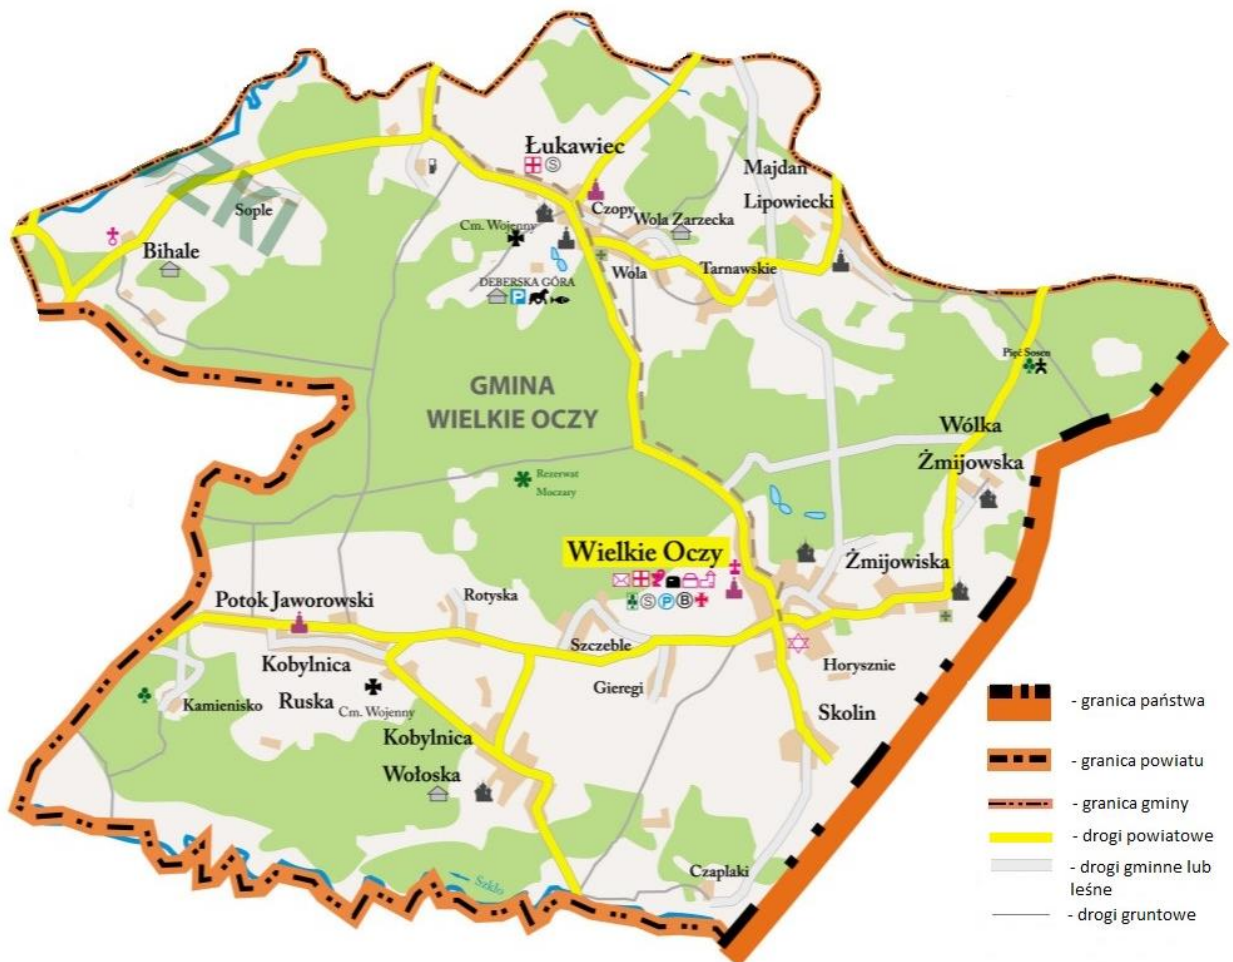 Łukawiec
S
Majdan
Lipowiecki
Czopy
Wola Zarzecka
Sople
Cm. Wojenny
Bihale
Wola
Tarnawskie
DEBERSKA GÓRA
P
Pięć Sosen
GMINA
WIELKIE OCZY
Wólka
Żmijowska
Rezerwat
Moczary
Wielkie Oczy
Żmijowiska
S P B
Potok Jaworowski
Rotyska
Szczeble
Kobylnica
Ruska
Horysznie
Gieregi
Kamienisko
Cm. Wojenny
Skolin
Kobylnica
Wołoska
Czaplaki
Szkło
- granica państwa
- granica powiatu
- granica gminy
- drogi powiatowe
- drogi gminne lub
leśne
- drogi gruntowe